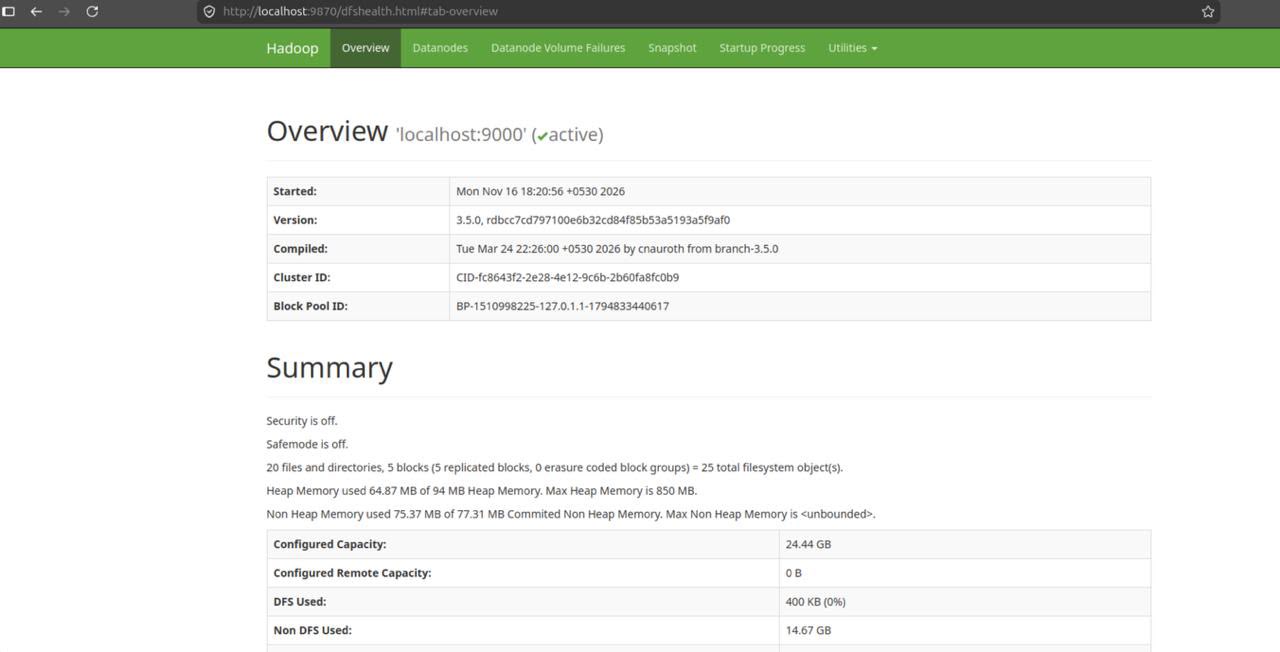 http://localhost:9870/dfshealth.html#tab-overview
Hadoop Overview Datanodes Datanode Volume Failures Snapshot Startup Progress Utilities
Overview 'localhost:9000' (✔active)
Started: Mon Nov 16 18:20:56 +0530 2026
Version: 3.5.0, rdbcc7cd797100e6b32cd84f85b53a5193a5f9af0
Compiled: Tue Mar 24 22:26:00 +0530 2026 by cnauroth from branch-3.5.0
Cluster ID: CID-fc8643f2-2e28-4e12-9c6b-2b60fa8fc0b9
Block Pool ID: BP-1510998225-127.0.1.1-1794833440617
Summary
Security is off.
Safemode is off.
20 files and directories, 5 blocks (5 replicated blocks, 0 erasure coded block groups) = 25 total filesystem object(s).
Heap Memory used 64.87 MB of 94 MB Heap Memory. Max Heap Memory is 850 MB.
Non Heap Memory used 75.37 MB of 77.31 MB Commited Non Heap Memory. Max Non Heap Memory is <unbounded>.
Configured Capacity: 24.44 GB
Configured Remote Capacity: 0 B
DFS Used: 400 KB (0%)
Non DFS Used: 14.67 GB